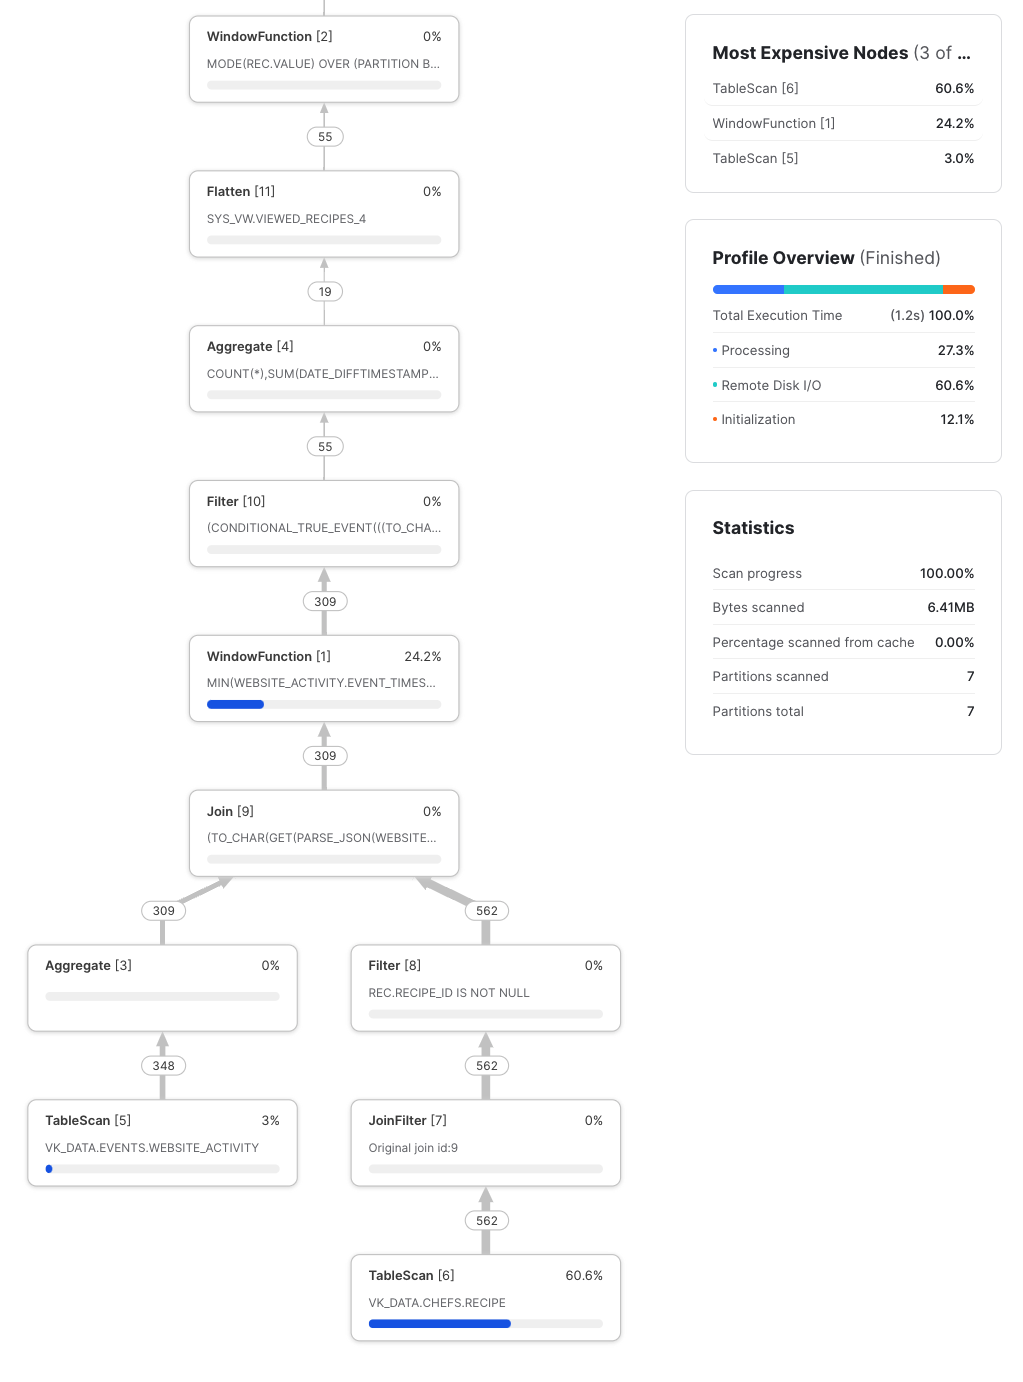 WindowFunction [2] 0%
MODE(REC.VALUE) OVER (PARTITION B...
55
Flatten [11] 0%
SYS_VW.VIEWED_RECIPES_4
19
Aggregate [4] 0%
COUNT(*),SUM(DATE_DIFFTIMESTAMP...
55
Filter [10] 0%
(CONDITIONAL_TRUE_EVENT(((TO_CHA...
309
WindowFunction [1] 24.2%
MIN(WEBSITE_ACTIVITY.EVENT_TIMES...
309
Join [9] 0%
(TO_CHAR(GET(PARSE_JSON(WEBSITE...
309
562
Aggregate [3] 0%
Filter [8] 0%
REC.RECIPE_ID IS NOT NULL
348
562
TableScan [5] 3%
VK_DATA.EVENTS.WEBSITE_ACTIVITY
JoinFilter [7] 0%
Original join id:9
562
TableScan [6] 60.6%
VK_DATA.CHEFS.RECIPE
Most Expensive Nodes (3 of ...
TableScan [6] 60.6%
WindowFunction [1] 24.2%
TableScan [5] 3.0%
Profile Overview (Finished)
Total Execution Time (1.2s) 100.0%
Processing 27.3%
Remote Disk I/O 60.6%
Initialization 12.1%
Statistics
Scan progress 100.00%
Bytes scanned 6.41MB
Percentage scanned from cache 0.00%
Partitions scanned 7
Partitions total 7